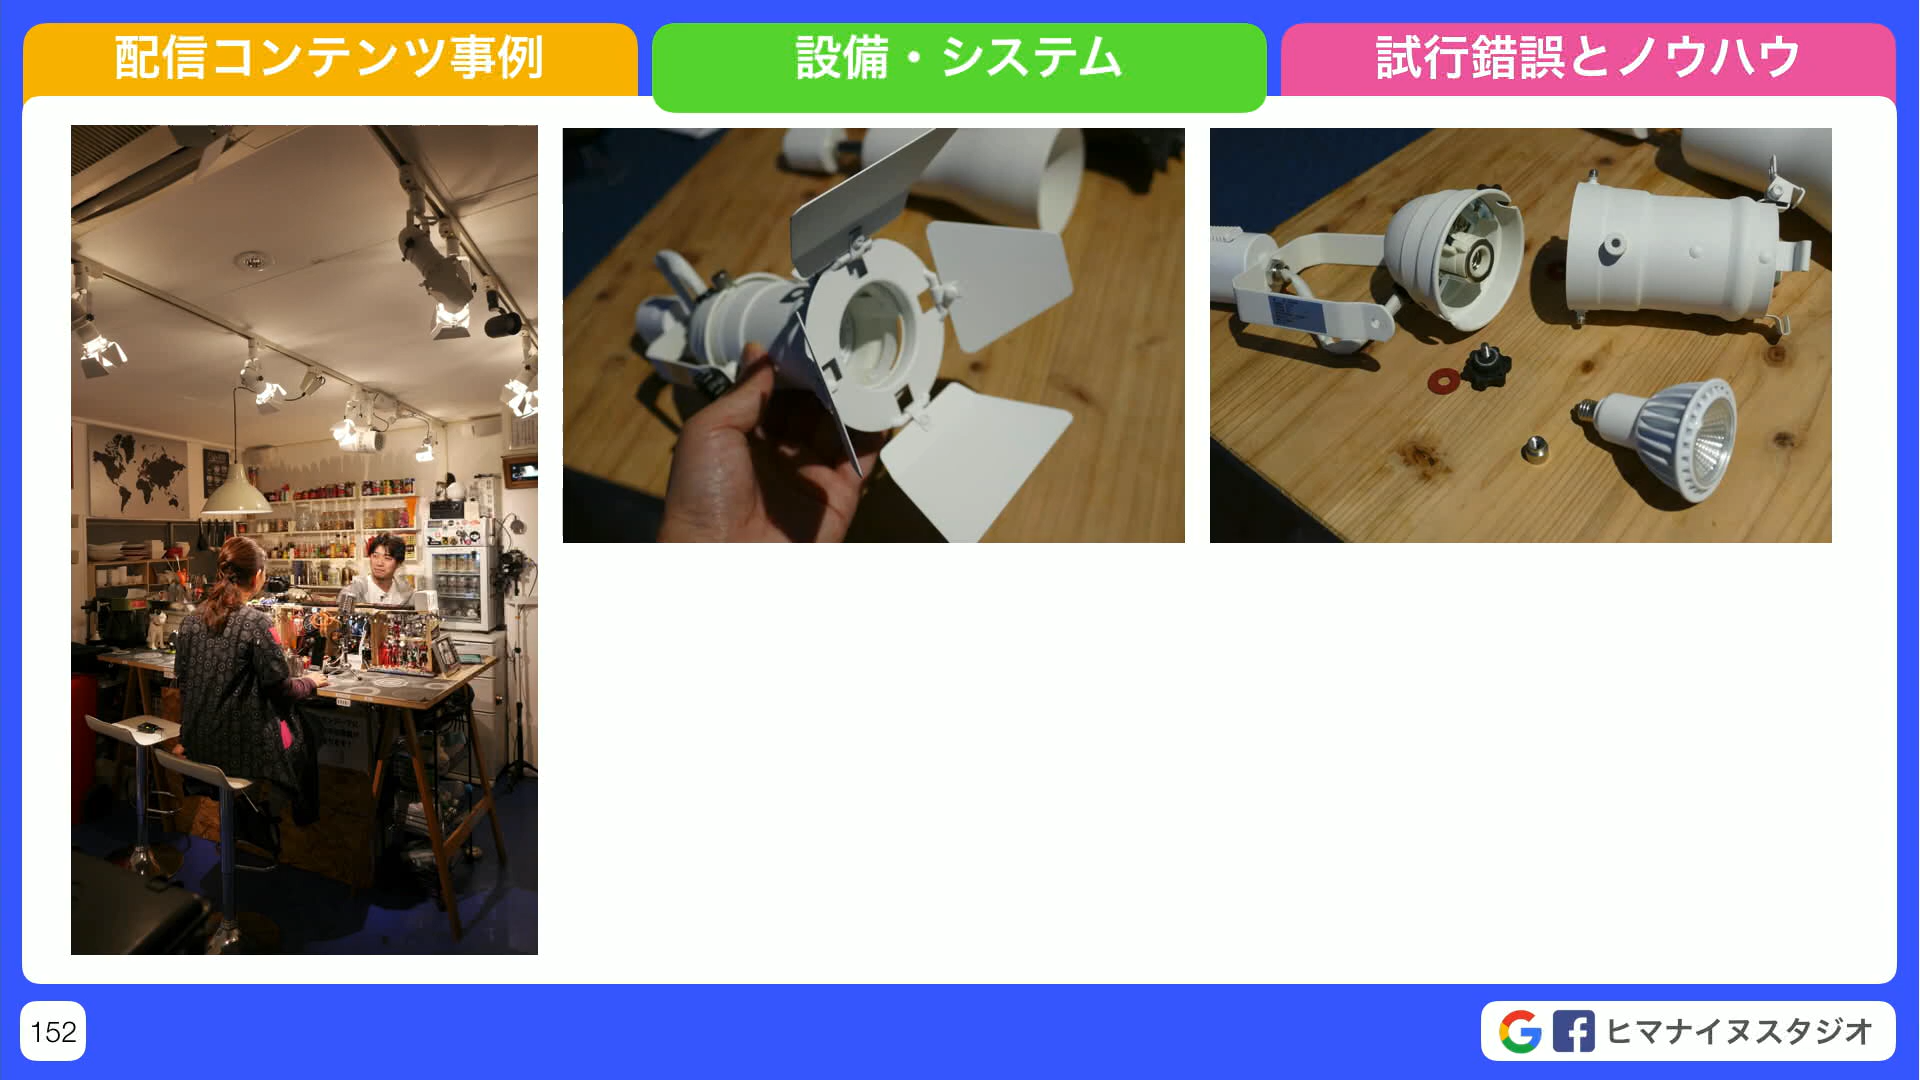 配信コンテンツ事例
設備・システム
試行錯誤とノウハウ
152
ヒマナイヌスタジオ